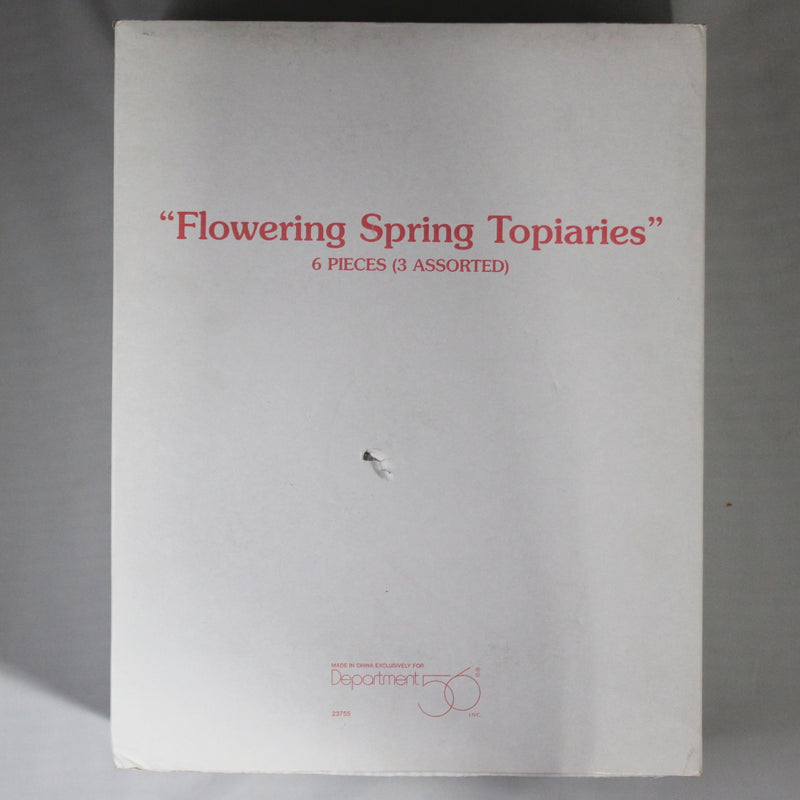 “Flowering Spring Topiaries”
6 PIECES (3 ASSORTED)
MADE IN CHINA EXCLUSIVELY FOR
Department 56
INC.
23755